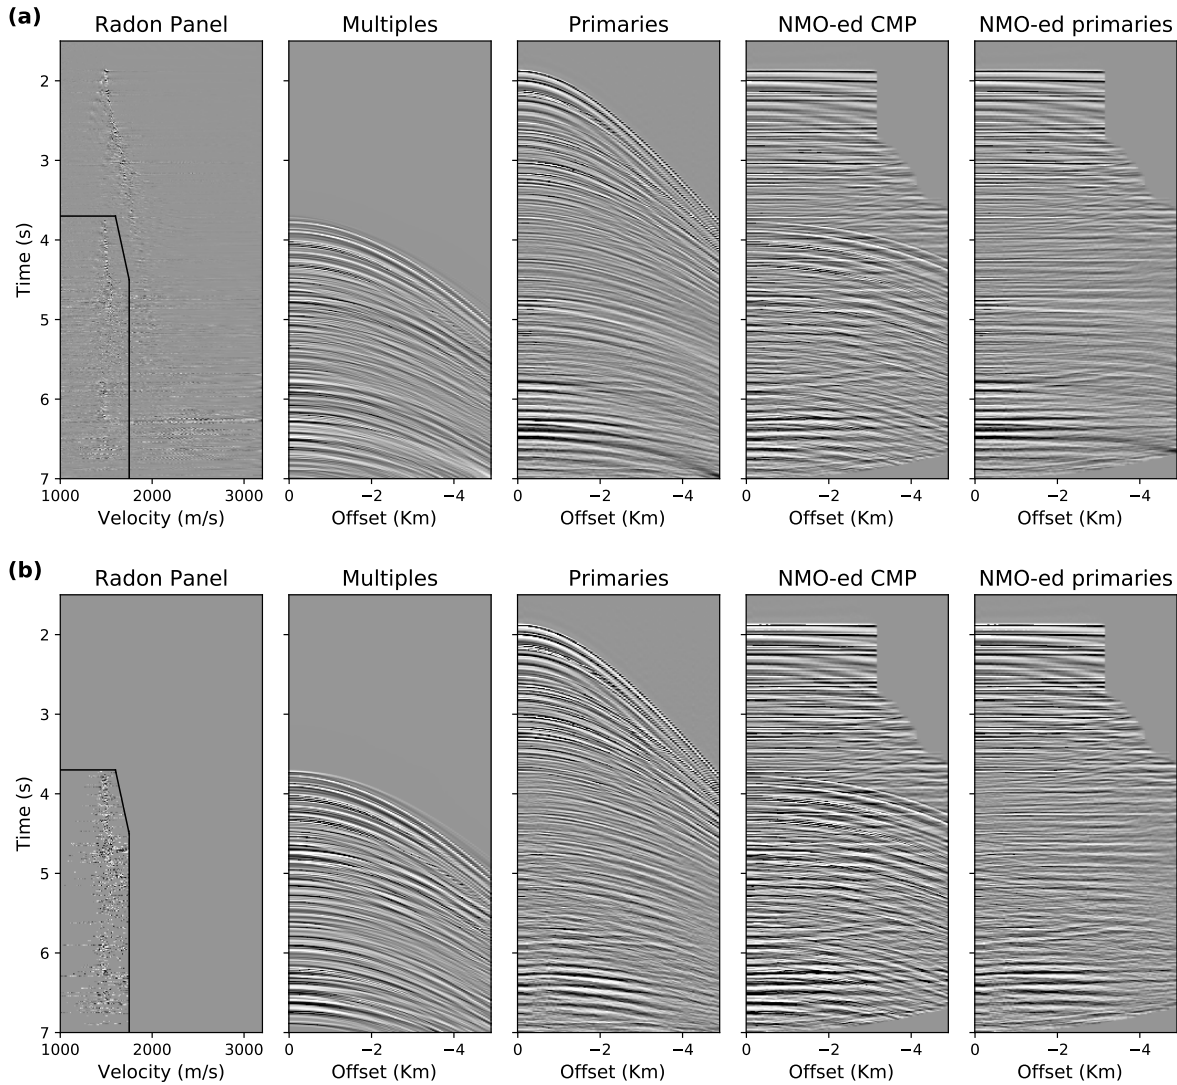 (a)
Radon Panel Multiples Primaries NMO-ed CMP NMO-ed primaries
2
3
4
5
6
7
Time (s)
1000 2000 3000 0 −2 −4 0 −2 −4 0 −2 −4 0 −2 −4
Velocity (m/s) Offset (Km) Offset (Km) Offset (Km) Offset (Km)
(b)
Radon Panel Multiples Primaries NMO-ed CMP NMO-ed primaries
2
3
4
5
6
7
Time (s)
1000 2000 3000 0 −2 −4 0 −2 −4 0 −2 −4 0 −2 −4
Velocity (m/s) Offset (Km) Offset (Km) Offset (Km) Offset (Km)